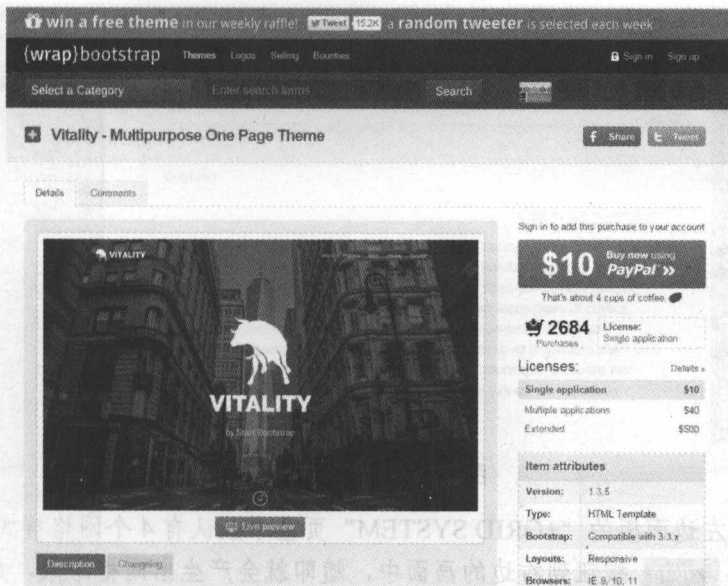 win a free theme in our weekly raffle! Tweet 15.2K a random tweeter is selected each week
{wrap}bootstrap Themes Logos Selling Bounties Sign in Sign up
Select a Category Enter search terms Search
Vitality - Multipurpose One Page Theme f Share Tweet
Details Comments
Sign in to add this purchase to your account
$10 Buy now using PayPal »
That's about 4 cups of coffee.
2684 Purchases
License: Single application
Licenses: Details »
Single application $10
Multiple applications $40
Extended $500
Item attributes
Version: 1.3.5
Type: HTML Template
Bootstrap: Compatible with 3.3.x
Layouts: Responsive
Browsers: IE 9, 10, 11
VITALITY
VITALITY
by Start Bootstrap
Live preview
Description Changelog